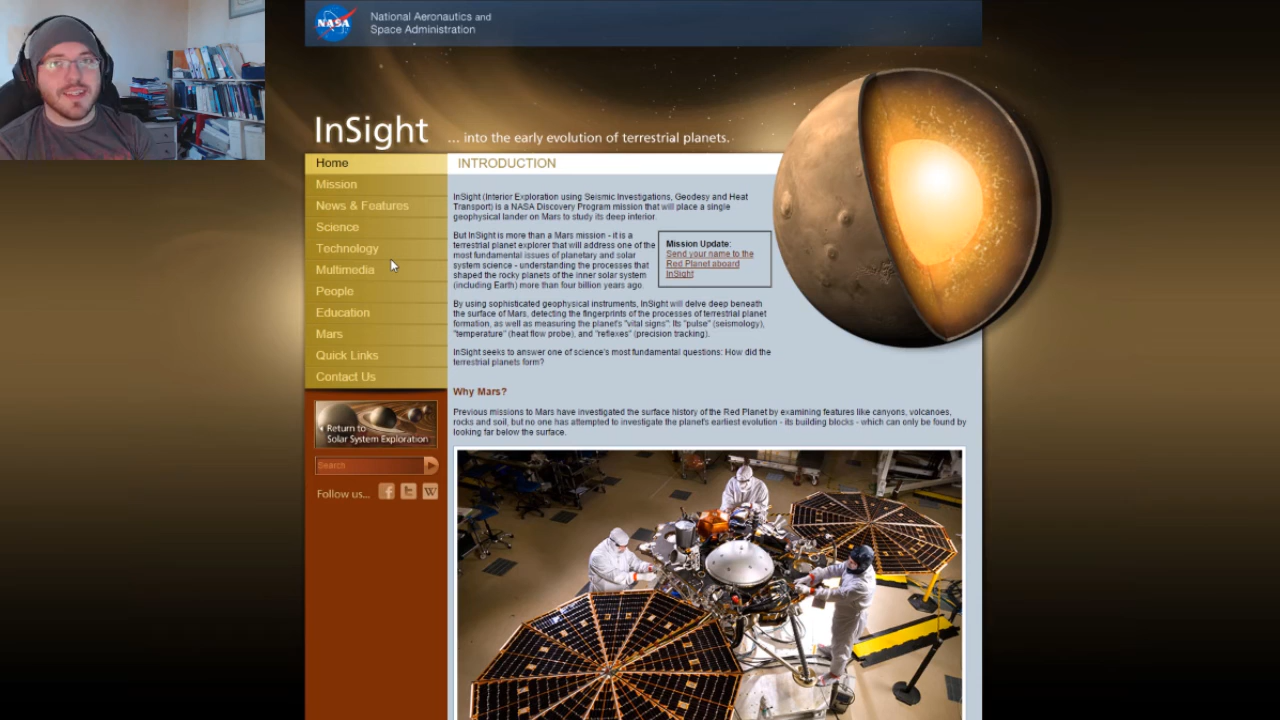 NASA
National Aeronautics and
Space Administration
InSight
... into the early evolution of terrestrial planets.
Home
Mission
News & Features
Science
Technology
Multimedia
People
Education
Mars
Quick Links
Contact Us
Return to
Solar System Exploration
Search
Follow us...
f
t
W
INTRODUCTION
InSight (Interior Exploration using Seismic Investigations, Geodesy and Heat
Transport) is a NASA Discovery Program mission that will place a single
geophysical lander on Mars to study its deep interior.
But InSight is more than a Mars mission - it is a
terrestrial planet explorer that will address one of the
most fundamental issues of planetary and solar
system science - understanding the processes that
shaped the rocky planets of the inner solar system
(including Earth) more than four billion years ago.
Mission Update:
Send your name to the
Red Planet aboard
InSight
By using sophisticated geophysical instruments, InSight will delve deep beneath
the surface of Mars, detecting the fingerprints of the processes of terrestrial planet
formation, as well as measuring the planet's "vital signs": Its "pulse" (seismology),
"temperature" (heat flow probe), and "reflexes" (precision tracking).
InSight seeks to answer one of science's most fundamental questions: How did the
terrestrial planets form?
Why Mars?
Previous missions to Mars have investigated the surface history of the Red Planet by examining features like canyons, volcanoes,
rocks and soil, but no one has attempted to investigate the planet's earliest evolution - its building blocks - which can only be found by
looking far below the surface.